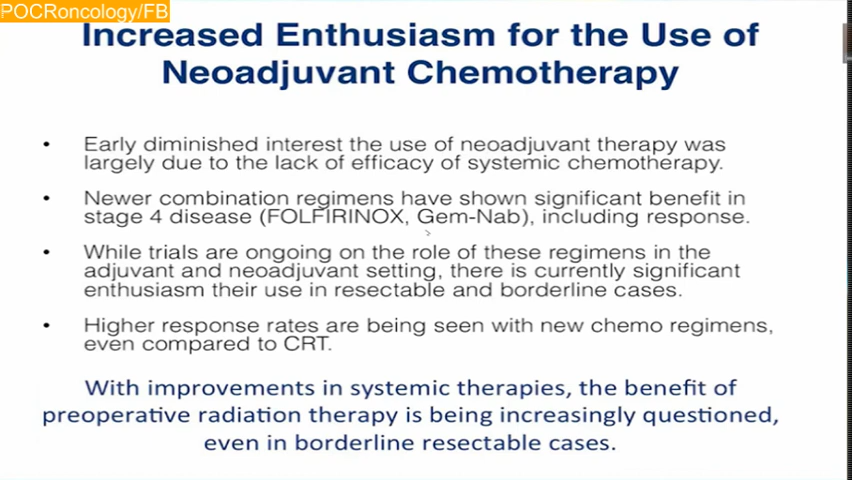 POCRoncology/FB
Increased Enthusiasm for the Use of
Neoadjuvant Chemotherapy
• Early diminished interest the use of neoadjuvant therapy was
largely due to the lack of efficacy of systemic chemotherapy.
• Newer combination regimens have shown significant benefit in
stage 4 disease (FOLFIRINOX, Gem-Nab), including response.
• While trials are ongoing on the role of these regimens in the
adjuvant and neoadjuvant setting, there is currently significant
enthusiasm their use in resectable and borderline cases.
• Higher response rates are being seen with new chemo regimens,
even compared to CRT.
With improvements in systemic therapies, the benefit of
preoperative radiation therapy is being increasingly questioned,
even in borderline resectable cases.